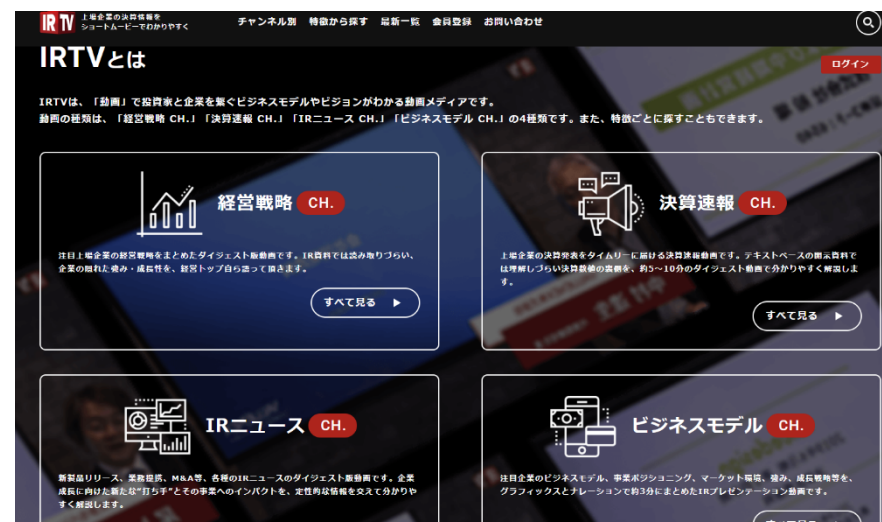 IR TV
上場企業の決算情報を
ショートムービーでわかりやすく
チャンネル別 特徴から探す 最新一覧 会員登録 お問い合わせ
IRTVとは
ログイン
IRTVは、「動画」で投資家と企業を繋ぐビジネスモデルやビジョンがわかる動画メディアです。
動画の種類は、「経営戦略 CH.」「決算速報 CH.」「IRニュース CH.」「ビジネスモデル CH.」の4種類です。また、特徴ごとに探すこともできます。
経営戦略 CH.
注目上場企業の経営戦略をまとめたダイジェスト版動画です。IR資料では読み取りづらい、
企業の隠れた強み・成長性を、経営トップ自ら語って頂きます。
すべて見る
決算速報 CH.
上場企業の決算発表をタイムリーに届ける決算速報動画です。テキストベースの開示資料で
は理解しづらい決算数値の裏側を、約5~10分のダイジェスト動画で分かりやすく解説しま
す。
すべて見る
IRニュース CH.
新製品リリース、業務提携、M&A等、各種のIRニュースのダイジェスト版動画です。企業
成長に向けた新たな“打ち手”とその事業へのインパクトを、定性的な情報を交えて分かりや
すく解説します。
ビジネスモデル CH.
注目企業のビジネスモデル、事業ポジショニング、マーケット環境、強み、成長戦略等を、
グラフィックスとナレーションで約3分にまとめたIRプレゼンテーション動画です。